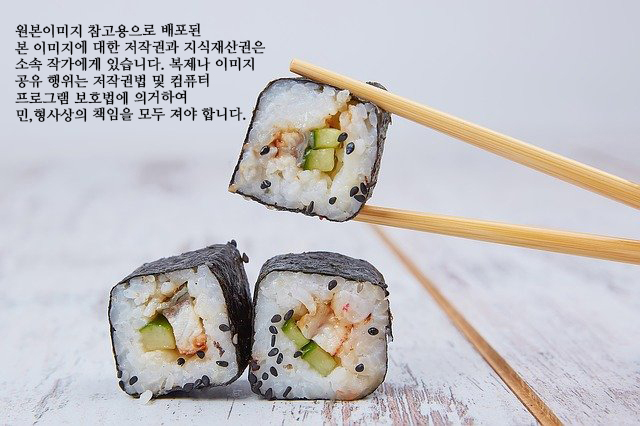 원본이미지 참고용으로 배포된
본 이미지에 대한 저작권과 지식재산권은
소속 작가에게 있습니다. 복제나 이미지
공유 행위는 저작권법 및 컴퓨터
프로그램 보호법에 의거하여
민,형사상의 책임을 모두 져야 합니다.